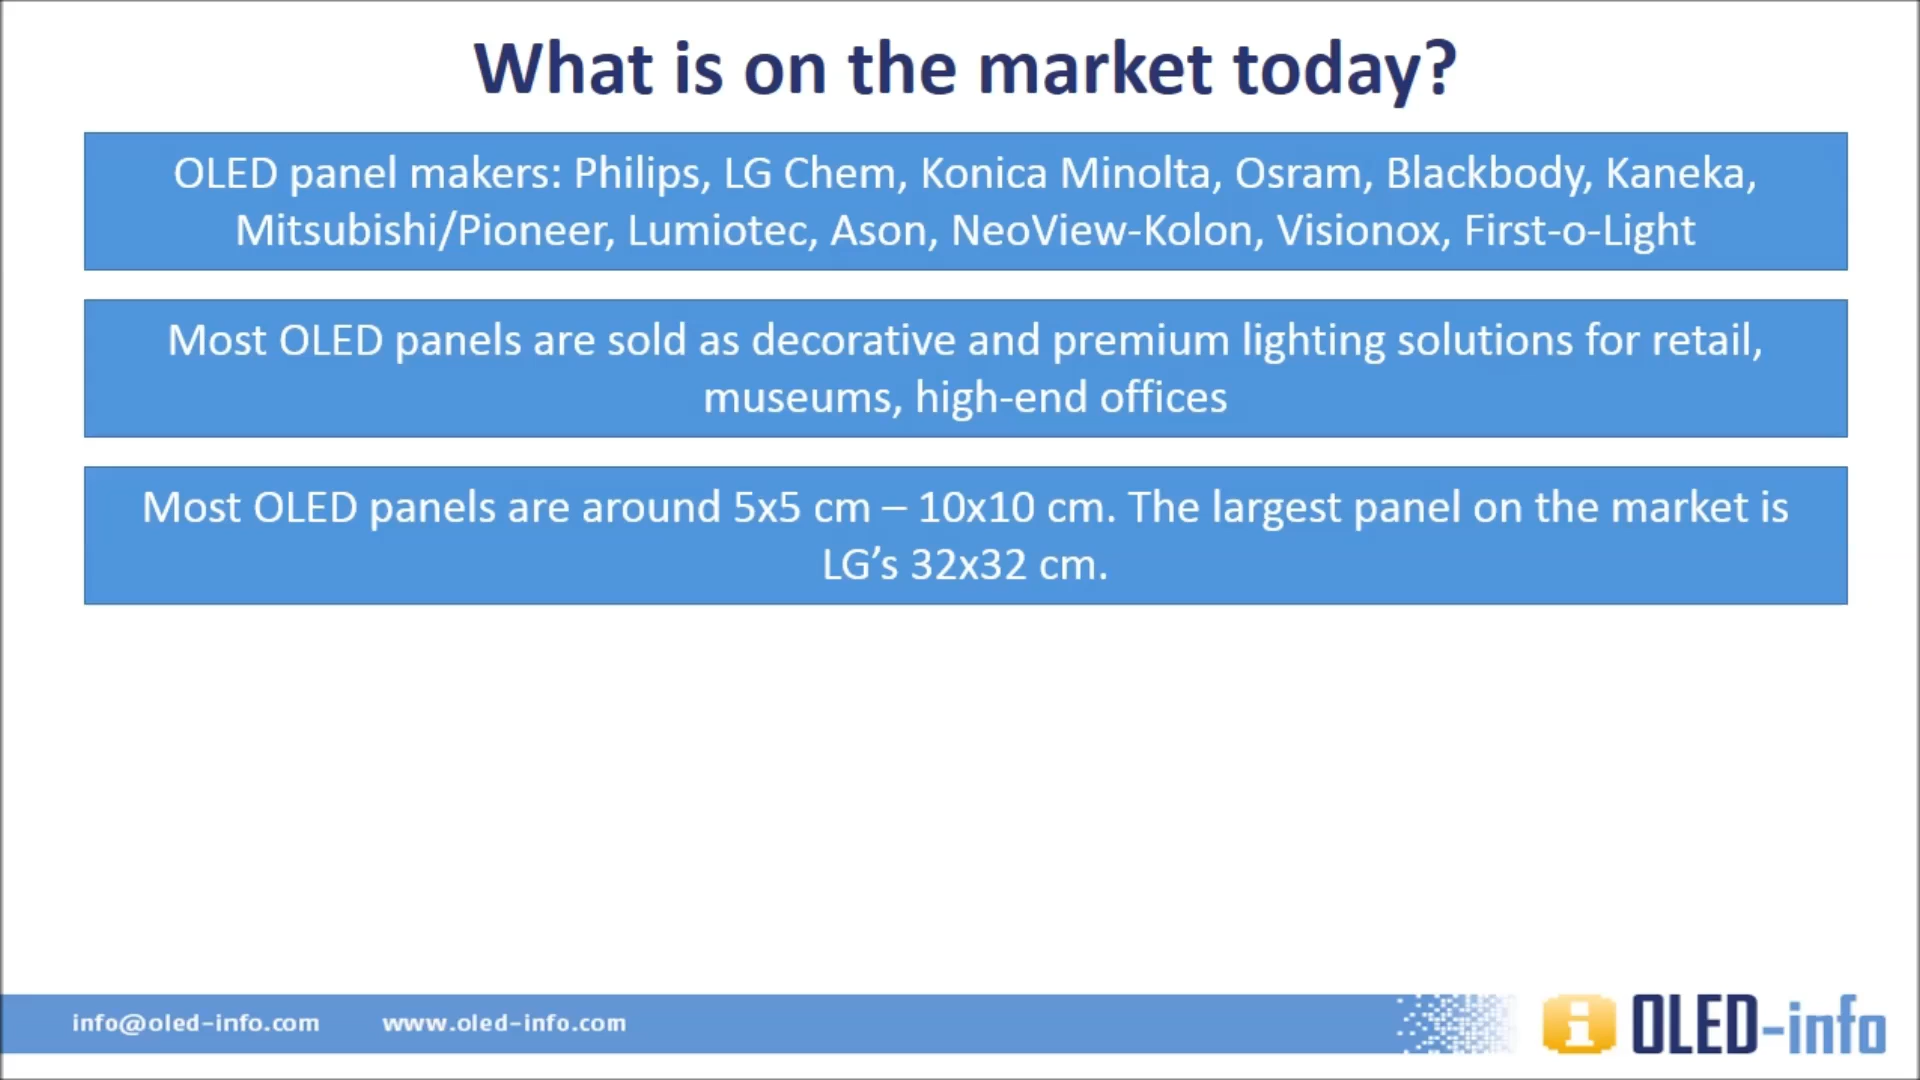 What is on the market today?
OLED panel makers: Philips, LG Chem, Konica Minolta, Osram, Blackbody, Kaneka,
Mitsubishi/Pioneer, Lumiotec, Ason, NeoView-Kolon, Visionox, First-o-Light
Most OLED panels are sold as decorative and premium lighting solutions for retail,
museums, high-end offices
Most OLED panels are around 5x5 cm – 10x10 cm. The largest panel on the market is
LG’s 32x32 cm.
info@oled-info.com www.oled-info.com
i OLED-info